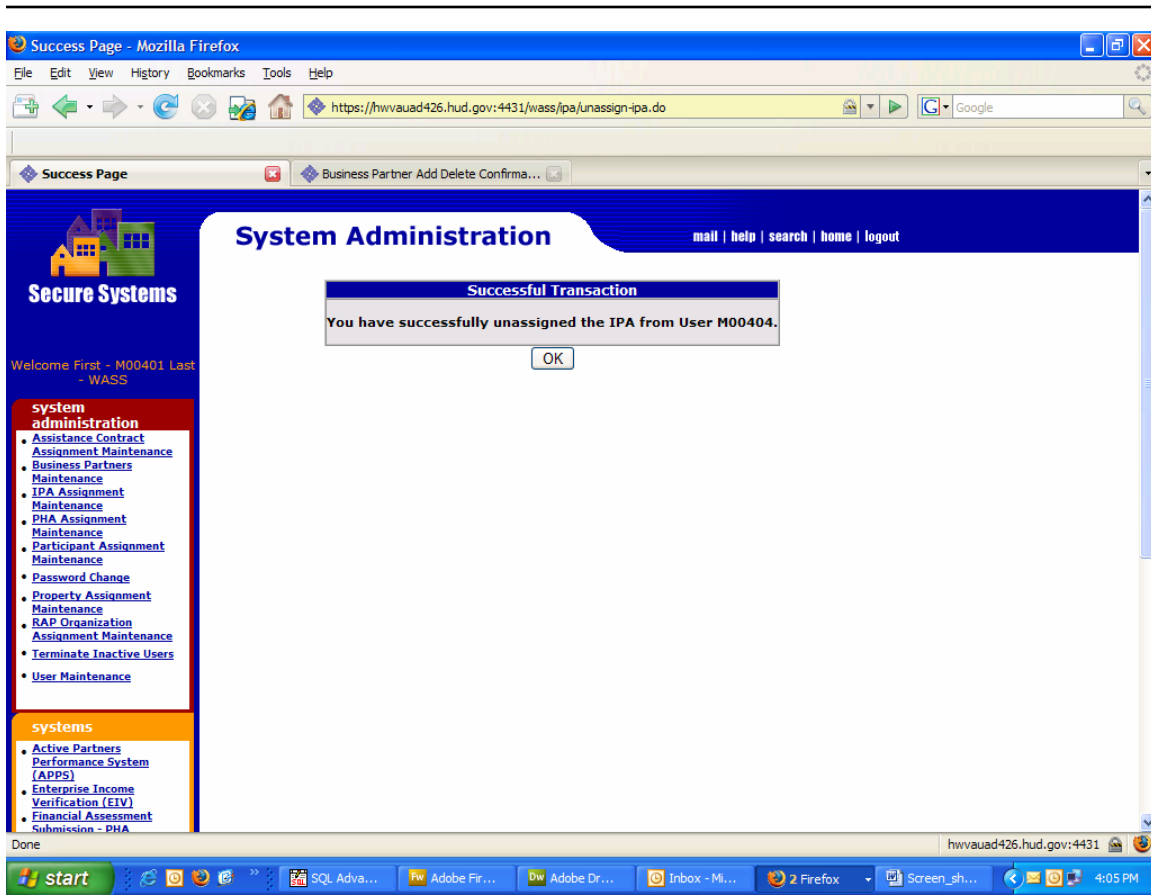 Success Page - Mozilla Firefox
File Edit View History Bookmarks Tools Help
https://hwvauad426.hud.gov:4431/wass/ipa/unassign-ipa.do
G Google
Success Page
Business Partner Add Delete Confirma...
System Administration
mail | help | search | home | logout
Secure Systems
Successful Transaction
You have successfully unassigned the IPA from User M00404.
OK
Welcome First - M00401 Last
- WASS
system
administration
Assistance Contract
Assignment Maintenance
Business Partners
Maintenance
IPA Assignment
Maintenance
PHA Assignment
Maintenance
Participant Assignment
Maintenance
Password Change
Property Assignment
Maintenance
RAP Organization
Assignment Maintenance
Terminate Inactive Users
User Maintenance
systems
Active Partners
Performance System
(APPS)
Enterprise Income
Verification (EIV)
Financial Assessment
Submission - PHA
Done
hwvauad426.hud.gov:4431
start
SQL Adva...
Fw Adobe Fir...
Dw Adobe Dr...
Inbox - Mi...
2 Firefox
Screen_sh...
4:05 PM